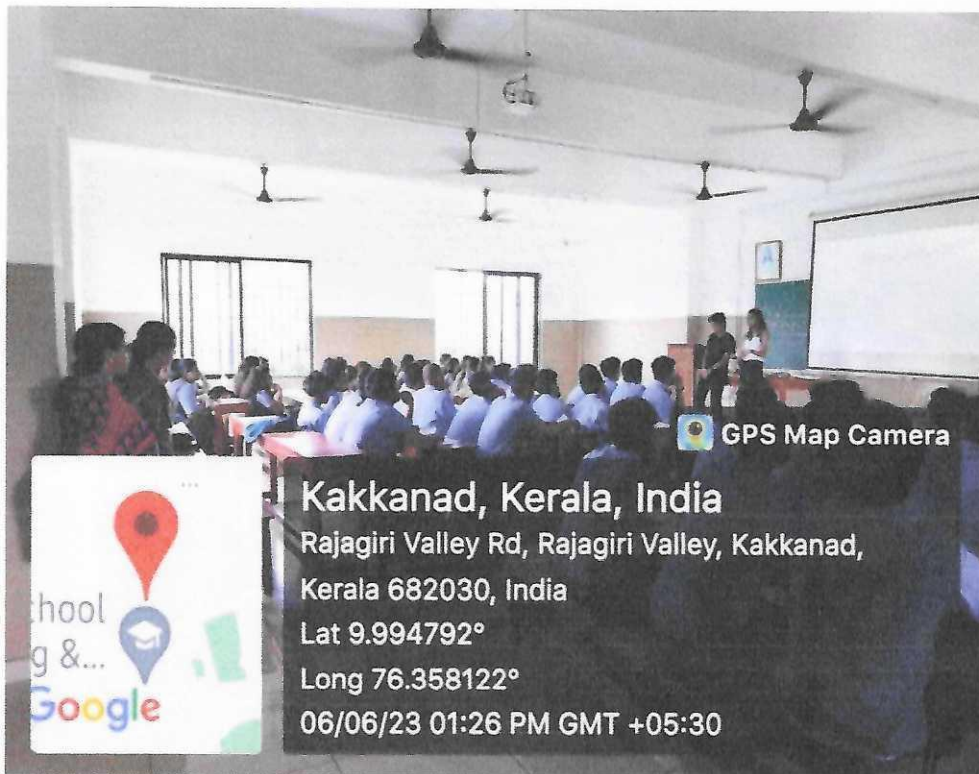 GPS Map Camera
Kakkanad, Kerala, India
Rajagiri Valley Rd, Rajagiri Valley, Kakkanad,
Kerala 682030, India
Lat 9.994792°
Long 76.358122°
06/06/23 01:26 PM GMT +05:30
...
hool
g &...
Google